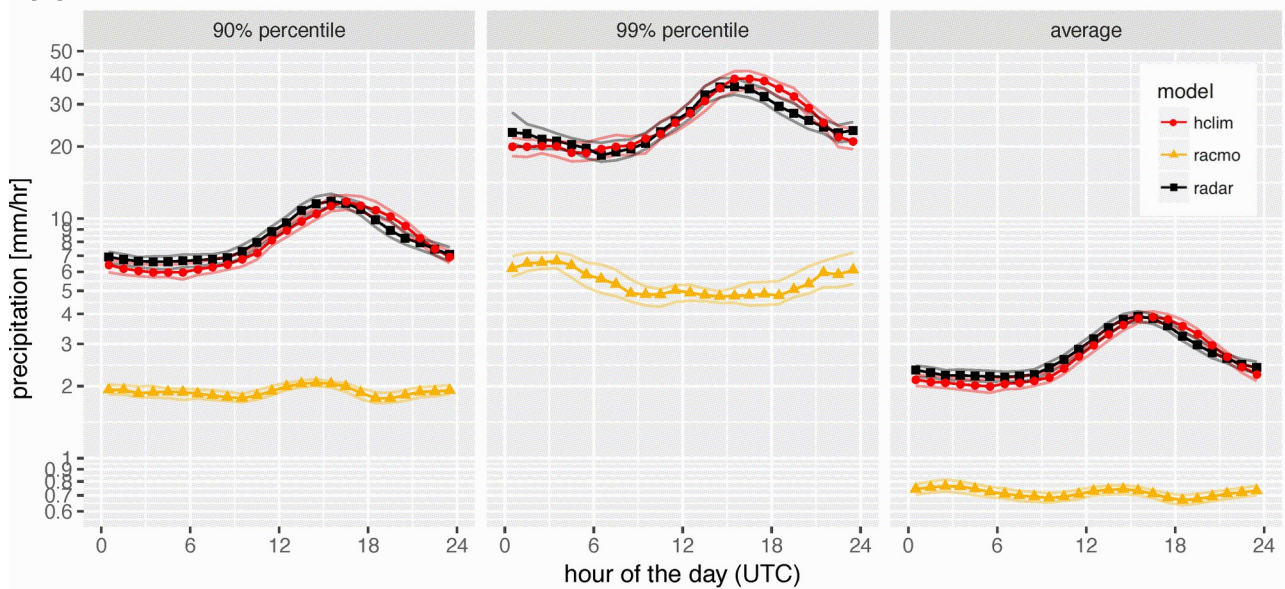 90% percentile
99% percentile
average
precipitation [mm/hr]
50
40
30
20
10
9
8
7
6
5
4
3
2
1
0.9
0.8
0.7
0.6
model
hclim
racmo
radar
0 6 12 18 24
0 6 12 18 24
0 6 12 18 24
hour of the day (UTC)